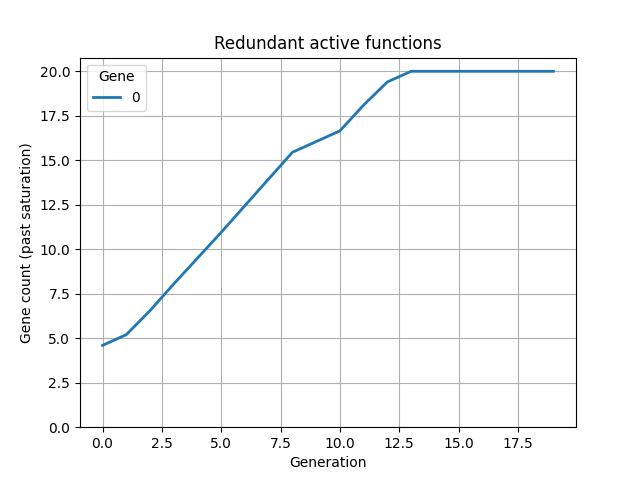 Redundant active functions
Gene
0
Gene count (past saturation)
20.0
17.5
15.0
12.5
10.0
7.5
5.0
2.5
0.0
0.0 2.5 5.0 7.5 10.0 12.5 15.0 17.5
Generation